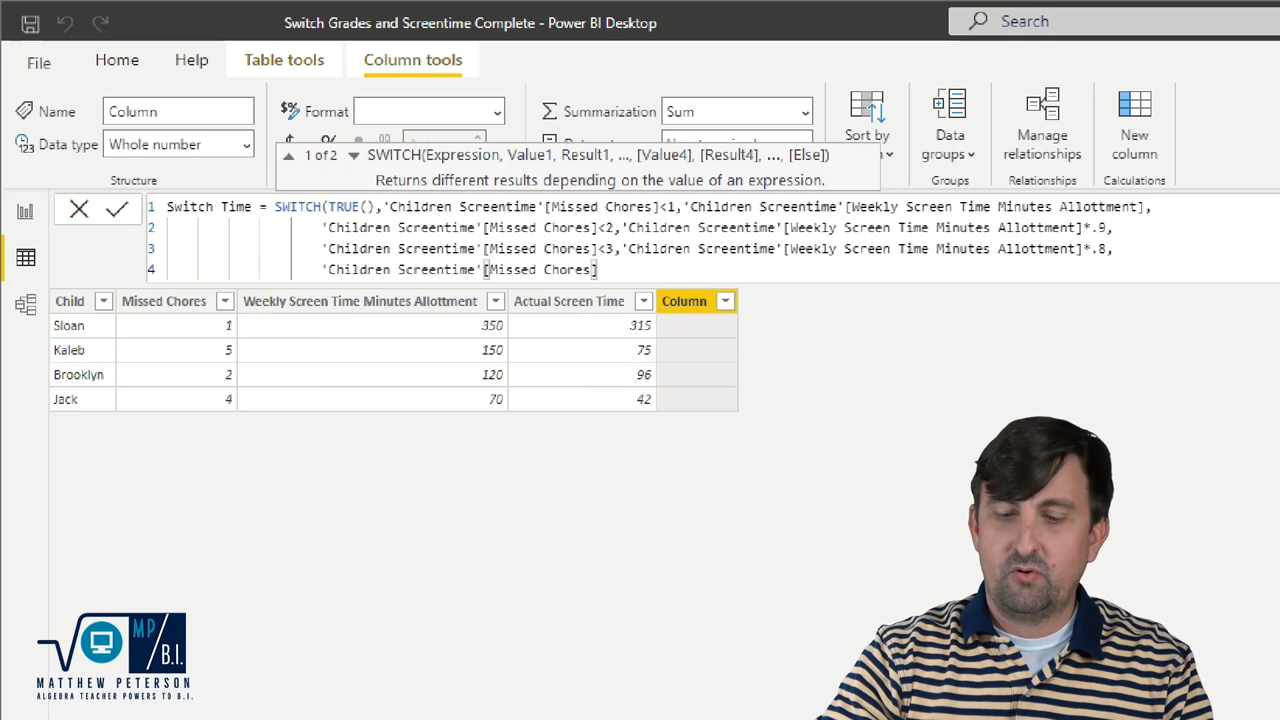 Switch Grades and Screentime Complete - Power BI Desktop
Search
File Home Help Table tools Column tools
Name Column Format Summarization Sum
Data type Whole number
Sort by
Data groups
Manage relationships
New column
Structure Groups Relationships Calculations
1 of 2 SWITCH(Expression, Value1, Result1, ..., [Value4], [Result4], ..., [Else])
Returns different results depending on the value of an expression.
1 Switch Time = SWITCH(TRUE(),'Children Screentime'[Missed Chores]<1,'Children Screentime'[Weekly Screen Time Minutes Allottment],
2 'Children Screentime'[Missed Chores]<2,'Children Screentime'[Weekly Screen Time Minutes Allottment]*.9,
3 'Children Screentime'[Missed Chores]<3,'Children Screentime'[Weekly Screen Time Minutes Allottment]*.8,
4 'Children Screentime'[Missed Chores]
Child Missed Chores Weekly Screen Time Minutes Allottment Actual Screen Time Column
Sloan 1 350 315
Kaleb 5 150 75
Brooklyn 2 120 96
Jack 4 70 42
MP
B.I.
MATTHEW PETERSON
ALGEBRA TEACHER POWERS TO B.I.